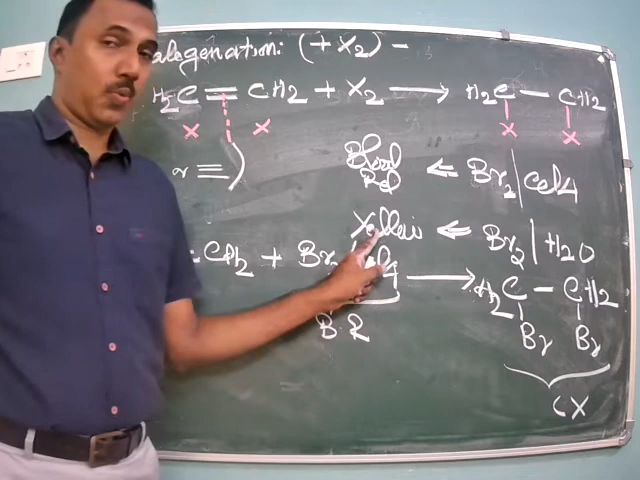 alogenation: (+ X2) -
H2C = CH2 + X2 → H2C - CH2
X X X X
≡ )
Blood Red ⇐ Br2 | CCl4
Yellow ⇐ Br2 | H2O
CH2 + Br2 → H2C - CH2
Br Br
B.R
CX